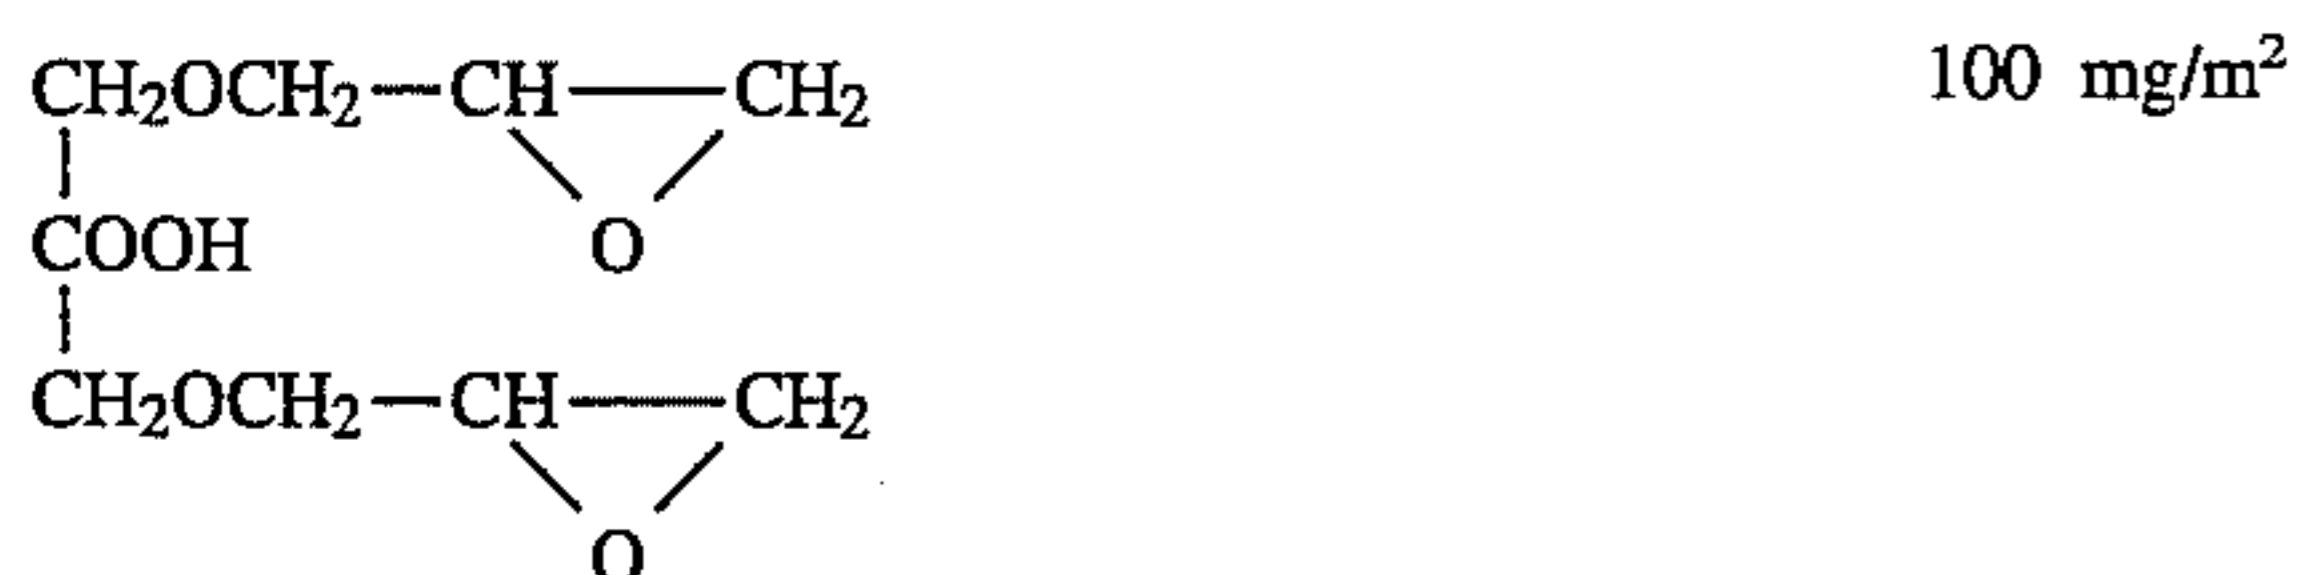 CH₂OCH₂—CH—CH₂ 100 mg/m²
COOH O
CH₂OCH₂—CH—CH₂
O